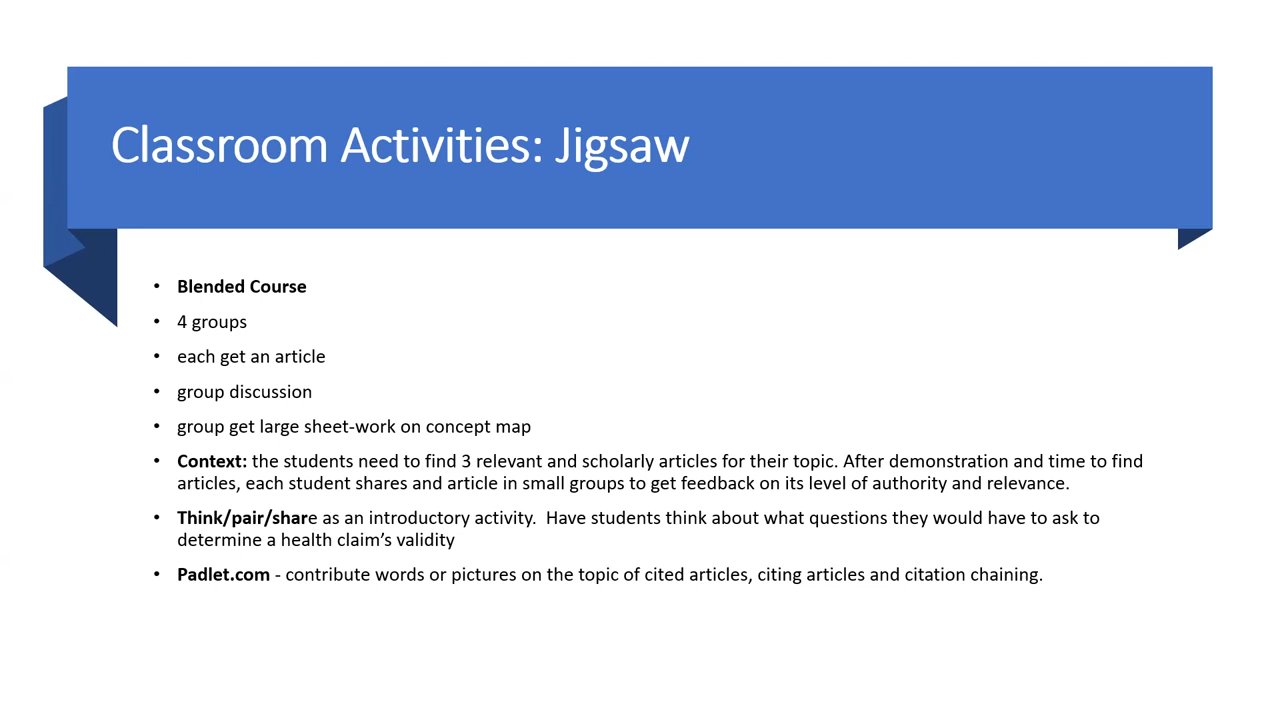 Classroom Activities: Jigsaw
• Blended Course
• 4 groups
• each get an article
• group discussion
• group get large sheet-work on concept map
• Context: the students need to find 3 relevant and scholarly articles for their topic. After demonstration and time to find
articles, each student shares and article in small groups to get feedback on its level of authority and relevance.
• Think/pair/share as an introductory activity.  Have students think about what questions they would have to ask to
determine a health claim’s validity
• Padlet.com - contribute words or pictures on the topic of cited articles, citing articles and citation chaining.